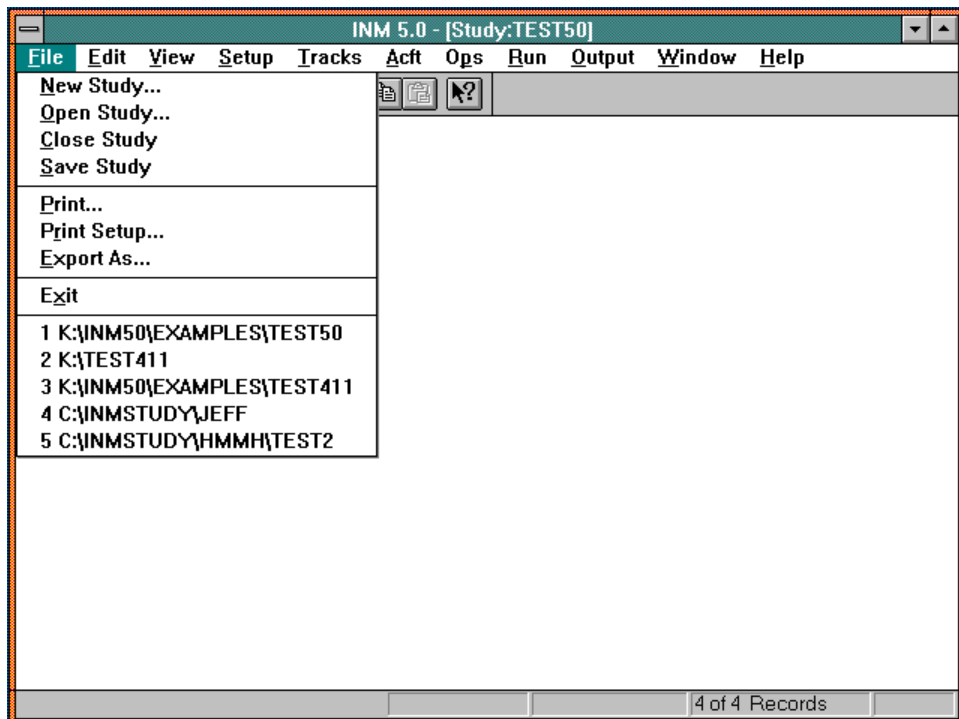 INM 5.0 - [Study:TEST50]
File Edit View Setup Tracks Acft Ops Run Output Window Help
New Study...
Open Study...
Close Study
Save Study
Print...
Print Setup...
Export As...
Exit
1 K:\INM50\EXAMPLES\TEST50
2 K:\TEST411
3 K:\INM50\EXAMPLES\TEST411
4 C:\INMSTUDY\JEFF
5 C:\INMSTUDY\HMMH\TEST2
4 of 4 Records